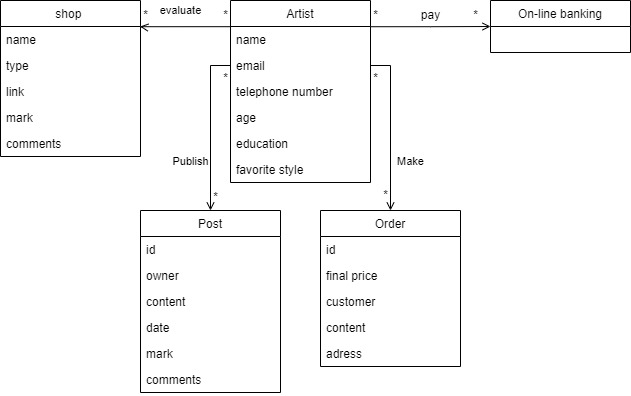 shop
* evaluate *
Artist
* pay *
On-line banking
name
type
link
mark
comments
name
email
telephone number
age
education
favorite style
*
Publish
*
*
Make
*
Post
id
owner
content
date
mark
comments
Order
id
final price
customer
content
adress